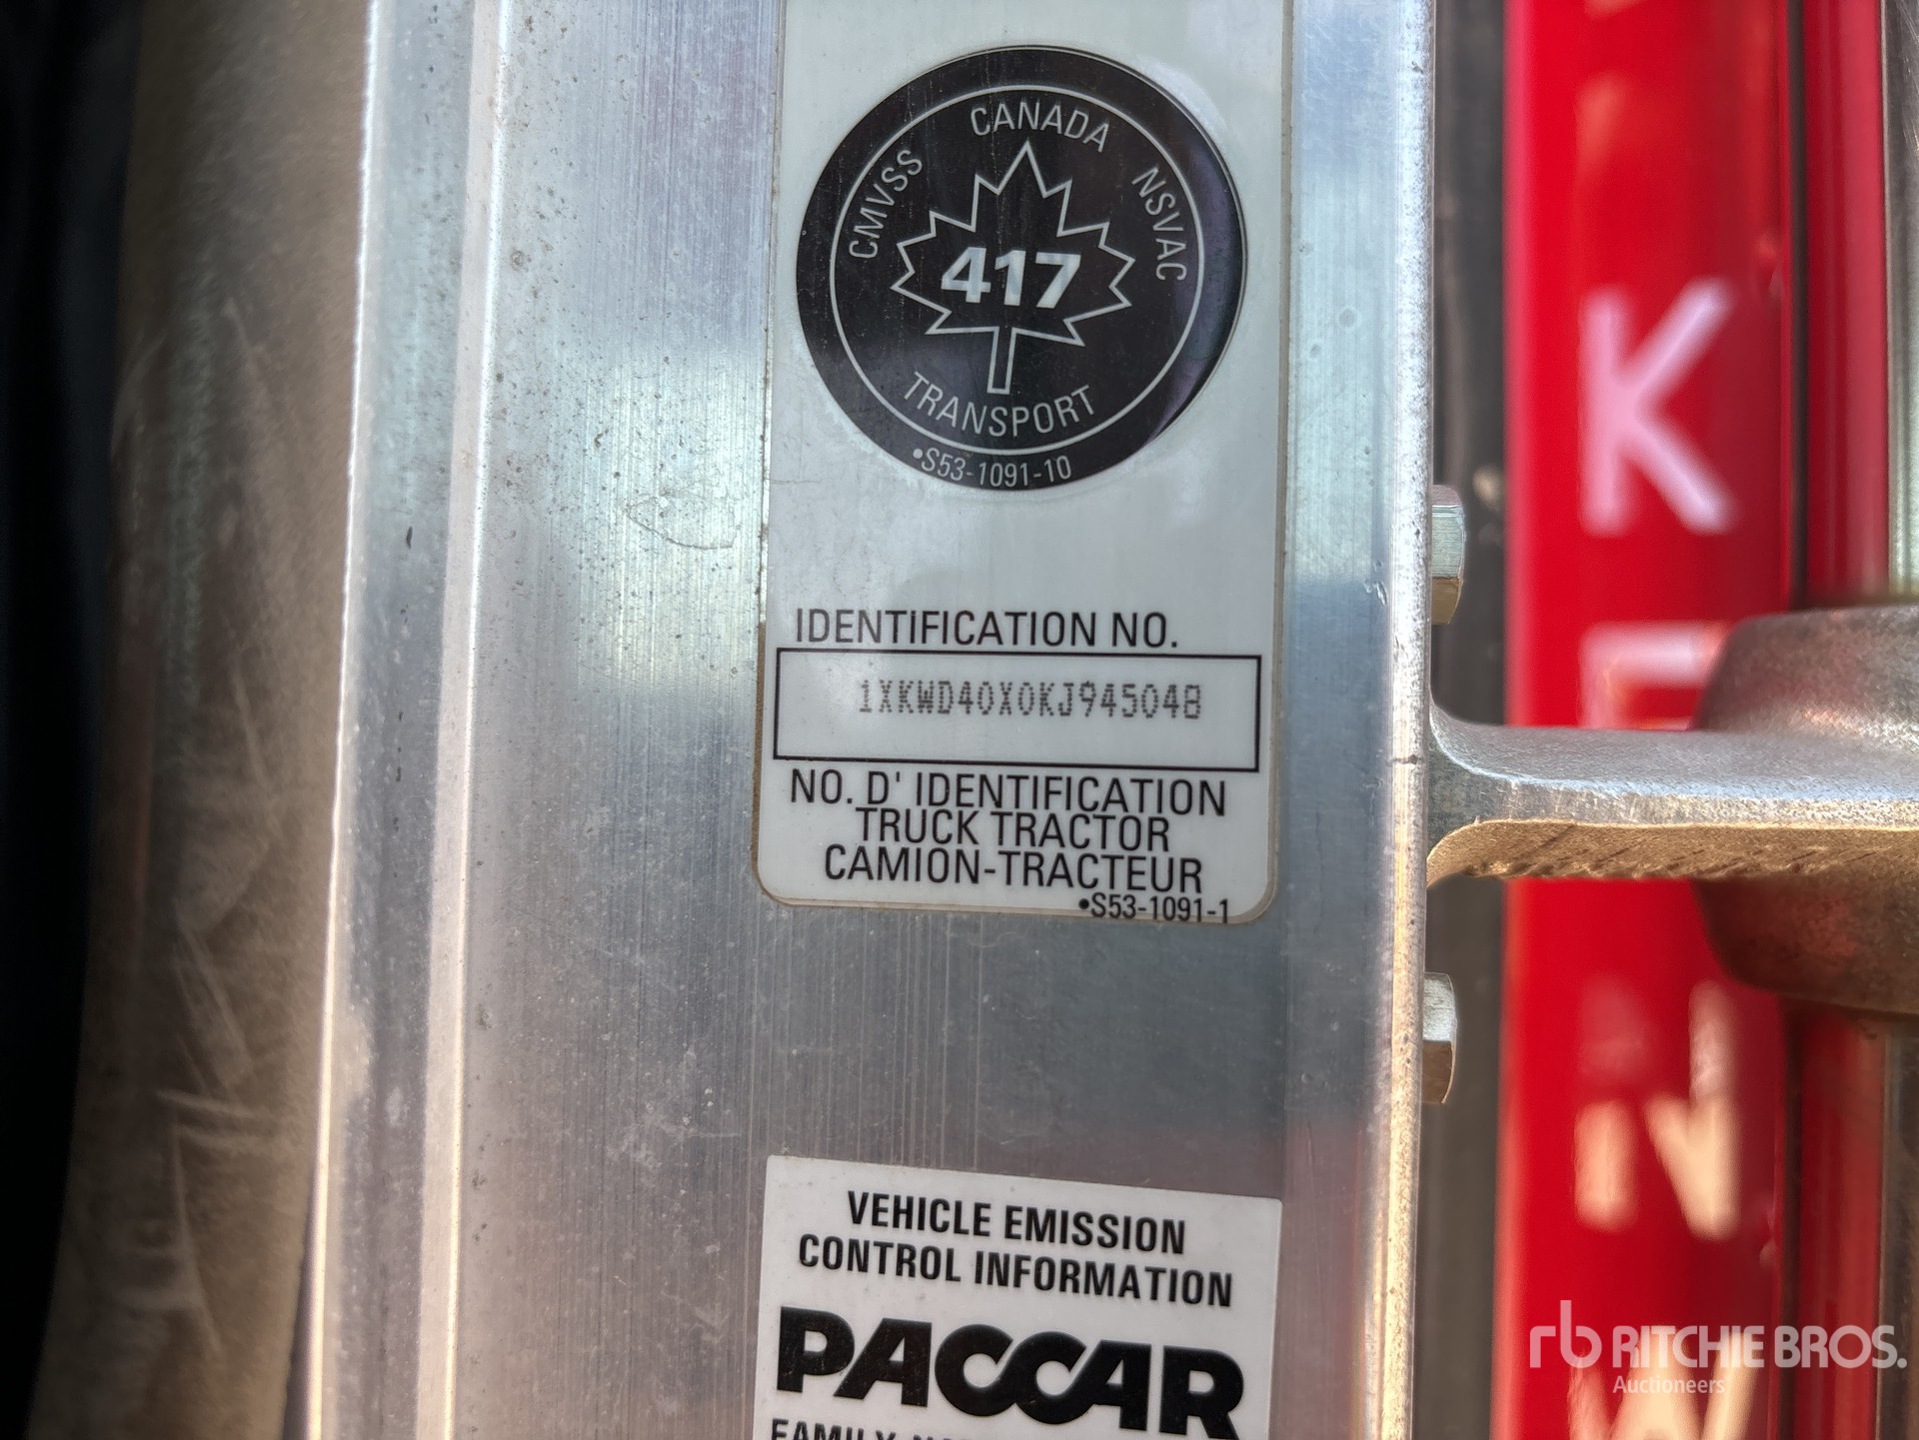 CANADA
CMVSS
NSVAC
417
TRANSPORT
•S53-1091-10
IDENTIFICATION NO.
1XKWD40X0KJ945048
NO. D' IDENTIFICATION
TRUCK TRACTOR
CAMION-TRACTEUR
•S53-1091-1
VEHICLE EMISSION
CONTROL INFORMATION
PACCAR
K
E
N
W
rb RITCHIE BROS.
Auctioneers